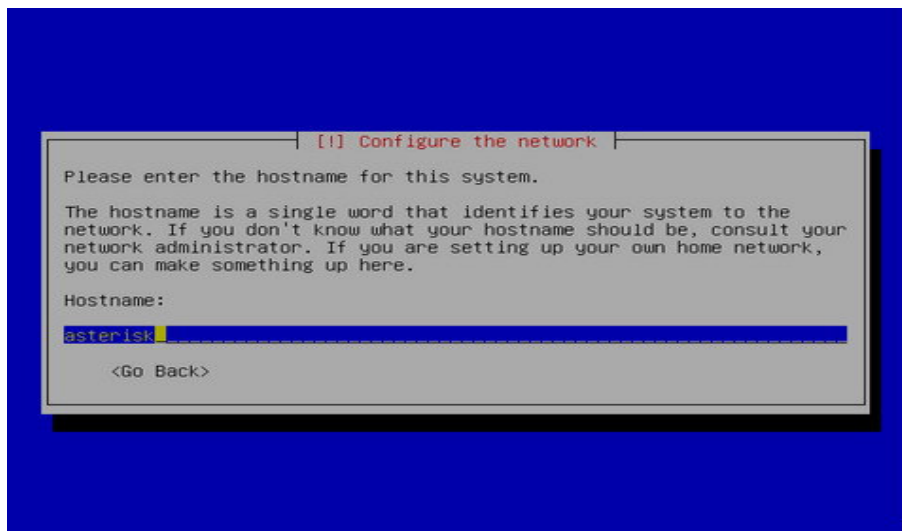 [!] Configure the network
Please enter the hostname for this system.
The hostname is a single word that identifies your system to the
network. If you don't know what your hostname should be, consult your
network administrator. If you are setting up your own home network,
you can make something up here.
Hostname:
asterisk
<Go Back>